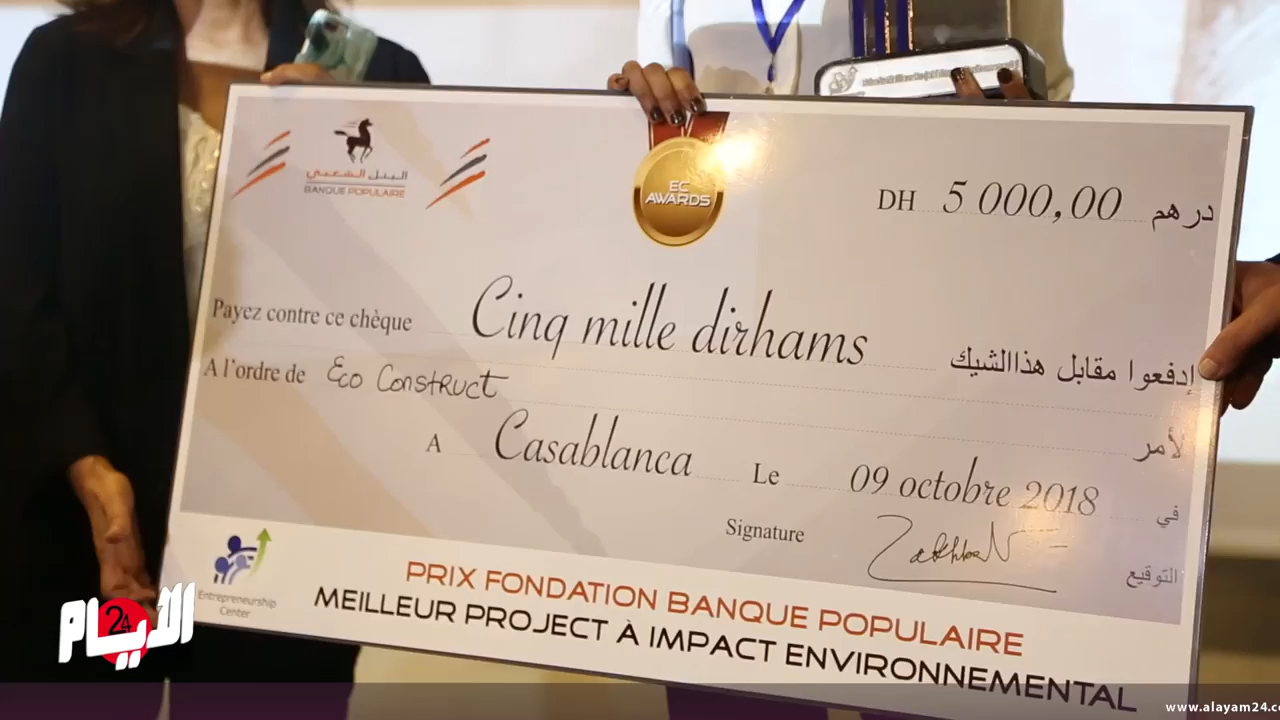 البنك الشعبي
BANQUE POPULAIRE
EC
AWARDS
DH 5 000,00 درهم
Payez contre ce chèque Cinq mille dirhams إدفعوا مقابل هذاالشيك
A l'ordre de Eco Construct لأمر
A Casablanca Le 09 octobre 2018 في
Signature التوقيع
Entrepreneurship
Center
PRIX FONDATION BANQUE POPULAIRE
MEILLEUR PROJECT À IMPACT ENVIRONNEMENTAL
الأيام 24
www.alayam24.c